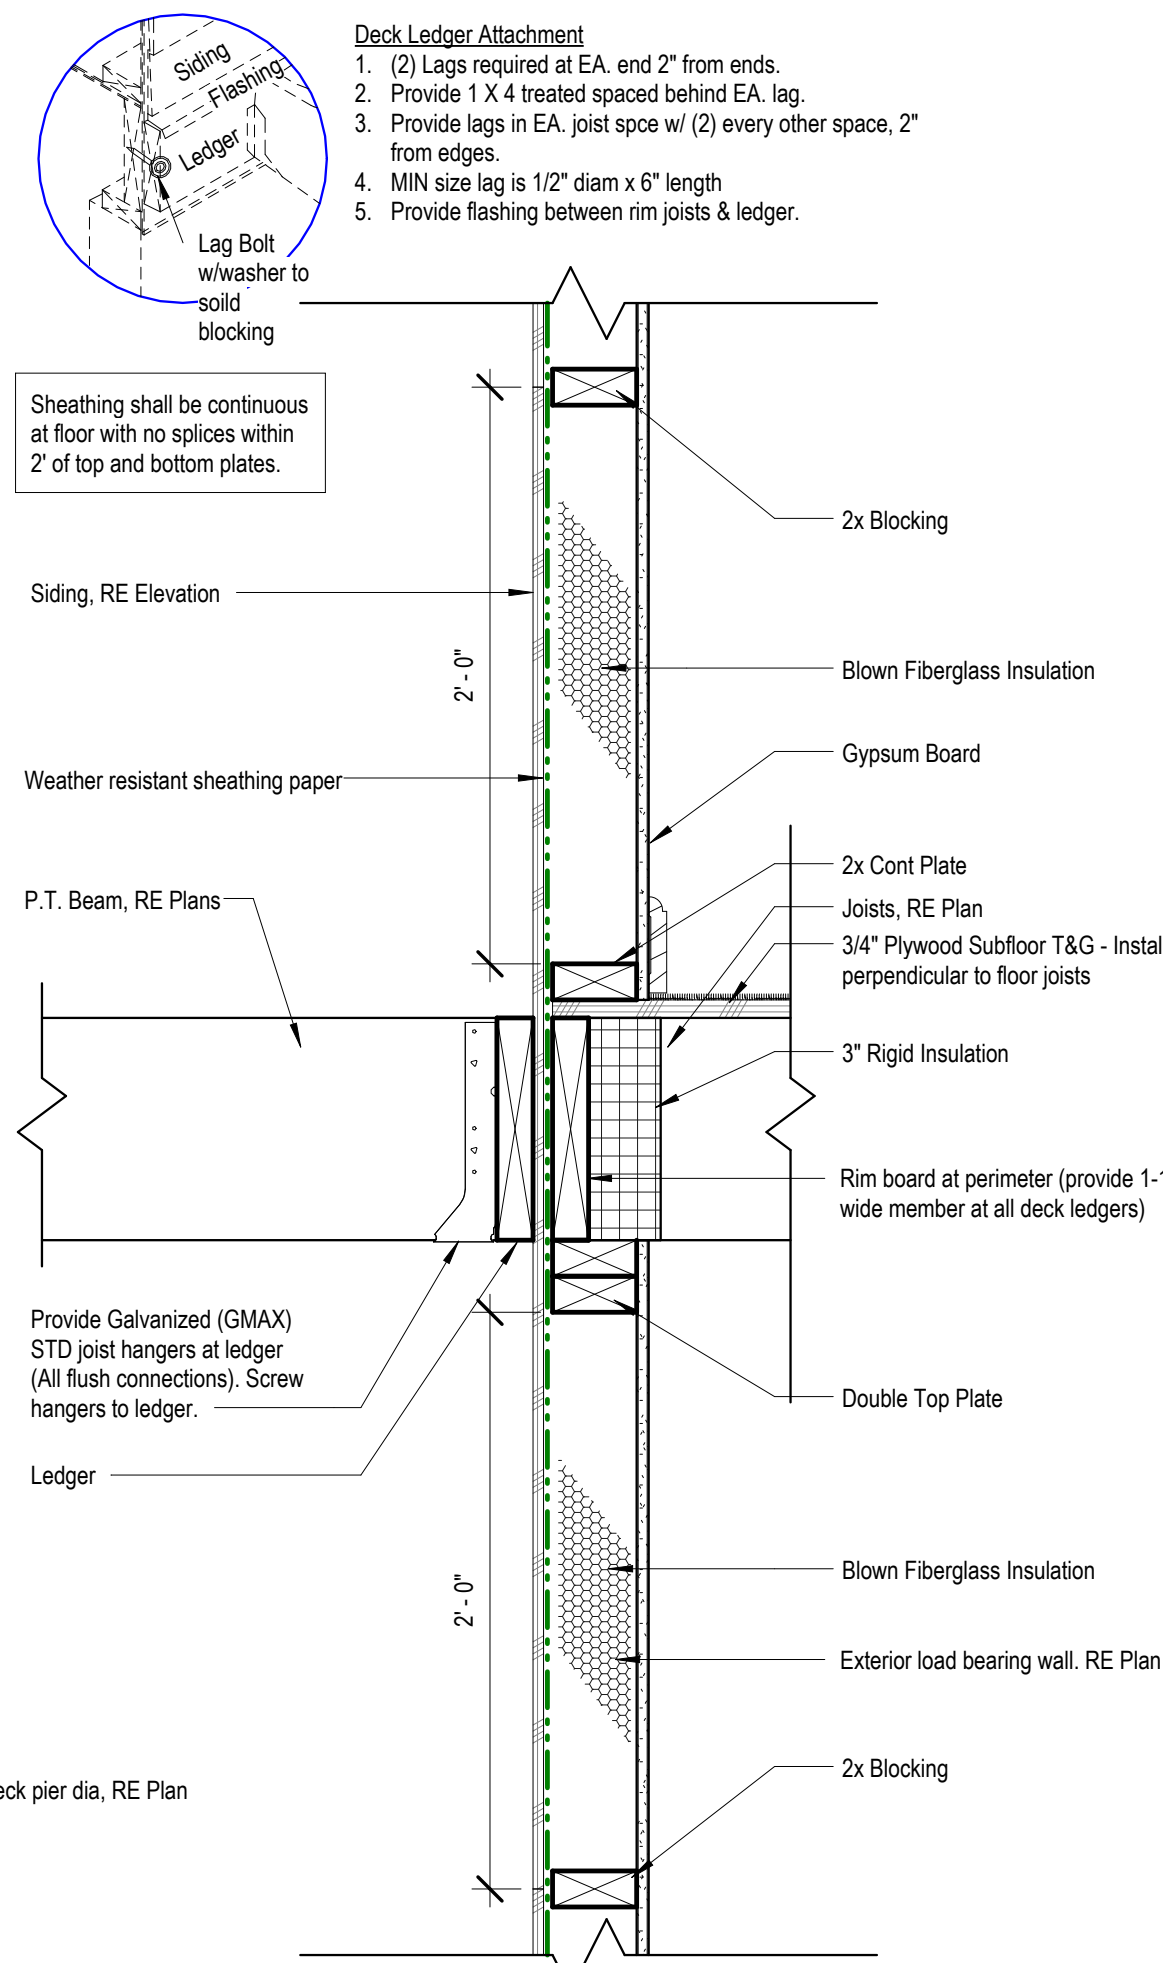 Siding
Flashing
Ledger
Lag Bolt
w/washer to
soild
blocking
Deck Ledger Attachment
1. (2) Lags required at EA. end 2" from ends.
2. Provide 1 X 4 treated spaced behind EA. lag.
3. Provide lags in EA. joist spce w/ (2) every other space, 2"
from edges.
4. MIN size lag is 1/2" diam x 6" length
5. Provide flashing between rim joists & ledger.
Sheathing shall be continuous
at floor with no splices within
2' of top and bottom plates.
2x Blocking
Siding, RE Elevation
2' - 0"
Blown Fiberglass Insulation
Gypsum Board
Weather resistant sheathing paper
2x Cont Plate
P.T. Beam, RE Plans
Joists, RE Plan
3/4" Plywood Subfloor T&G - Instal
perpendicular to floor joists
3" Rigid Insulation
Rim board at perimeter (provide 1-1
wide member at all deck ledgers)
Provide Galvanized (GMAX)
STD joist hangers at ledger
(All flush connections). Screw
hangers to ledger.
Double Top Plate
Ledger
Blown Fiberglass Insulation
2' - 0"
Exterior load bearing wall. RE Plan
2x Blocking
eck pier dia, RE Plan